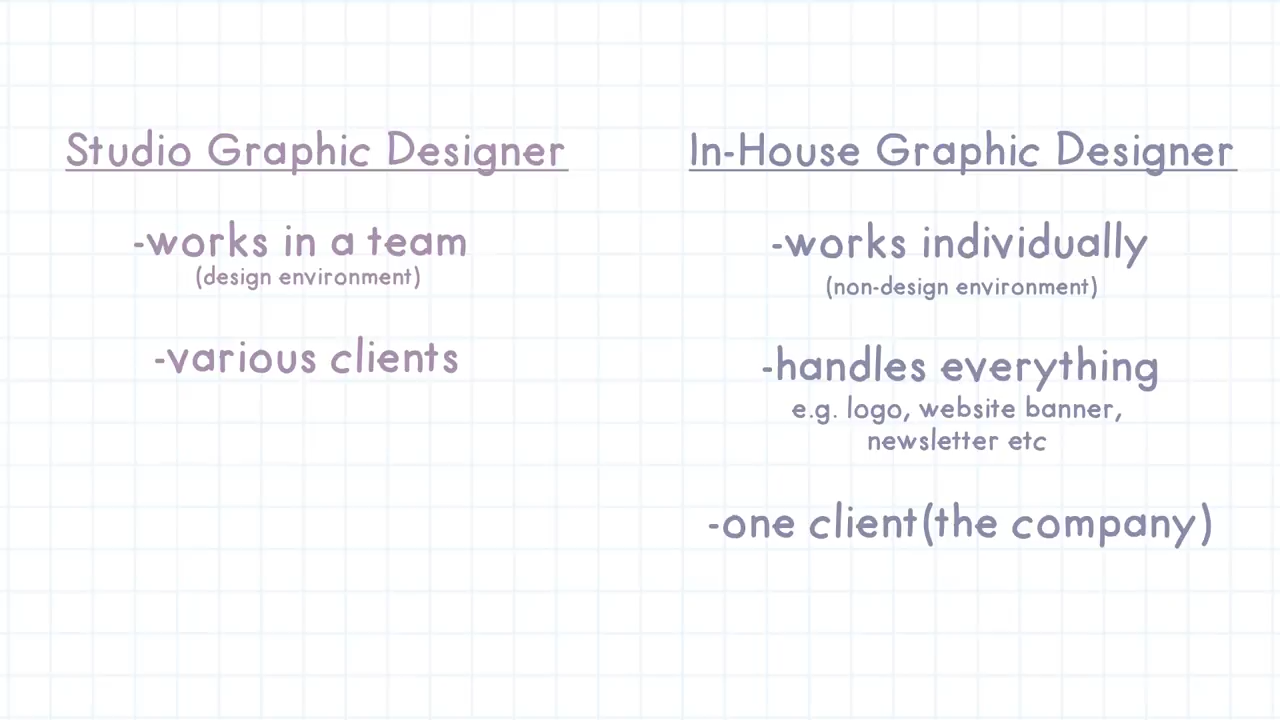 Studio Graphic Designer
-works in a team
(design environment)
-various clients
In-House Graphic Designer
-works individually
(non-design environment)
-handles everything
e.g. logo, website banner,
newsletter etc
-one client(the company)